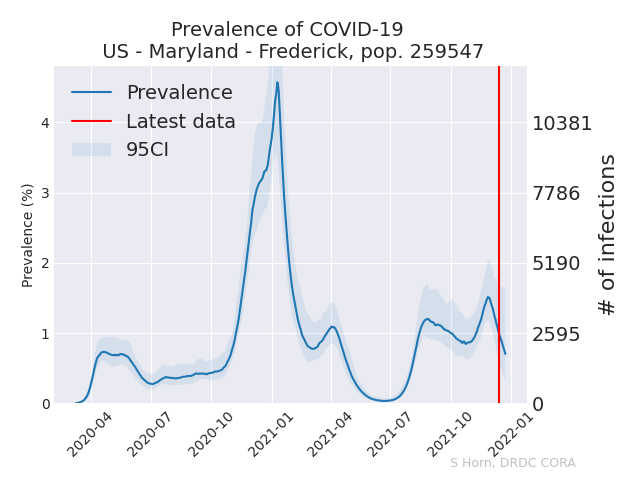 Prevalence of COVID-19
US - Maryland - Frederick, pop. 259547
Prevalence
Latest data
95CI
Prevalence (%)
4
3
2
1
0
10381
7786
5190
2595
0
# of infections
2020-04
2020-07
2020-10
2021-01
2021-04
2021-07
2021-10
2022-01
S Horn, DRDC CORA